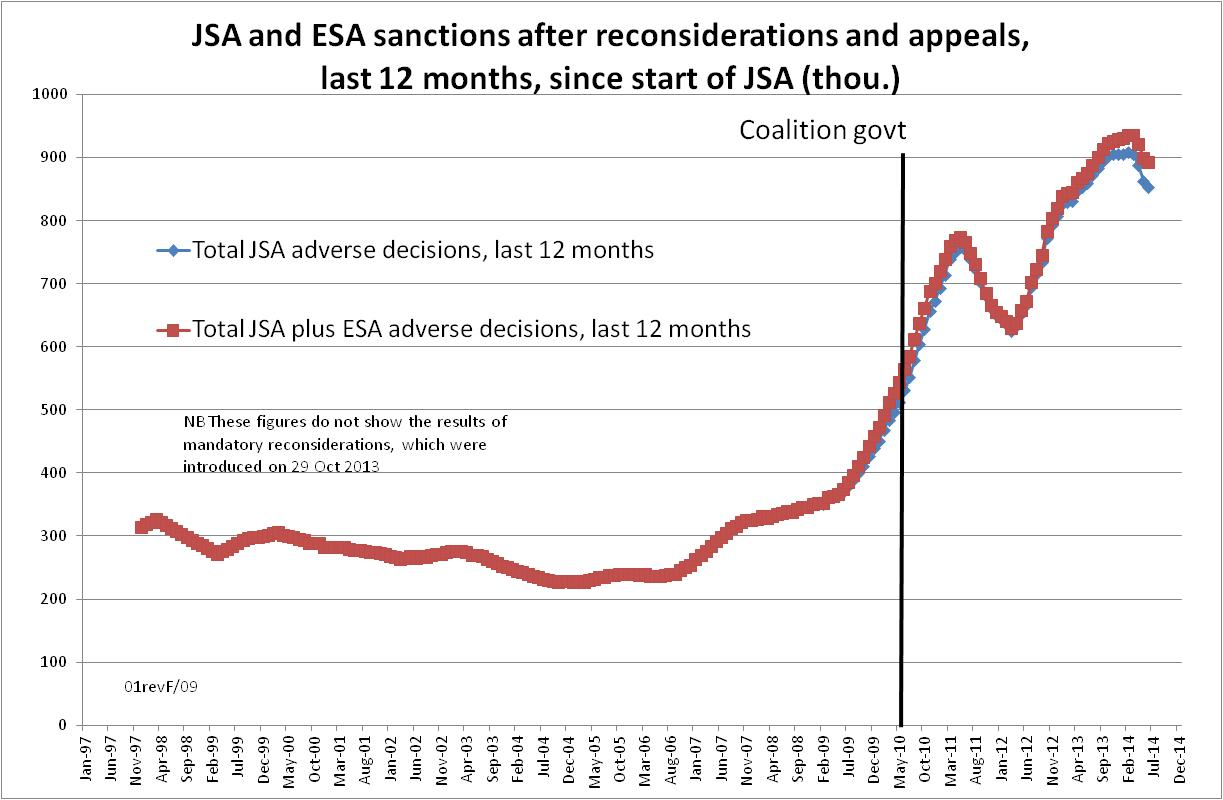 JSA and ESA sanctions after reconsiderations and appeals,
last 12 months, since start of JSA (thou.)
1000
Coalition govt
900
800
Total JSA adverse decisions, last 12 months
700
Total JSA plus ESA adverse decisions, last 12 months
600
500
NB These figures do not show the results of
mandatory reconsiderations, which were
introduced on 29 Oct 2013
400
300
200
100
01revF/09
0
Jan-97
Jun-97
Nov-97
Apr-98
Sep-98
Feb-99
Jul-99
Dec-99
May-00
Oct-00
Mar-01
Aug-01
Jan-02
Jun-02
Nov-02
Apr-03
Sep-03
Feb-04
Jul-04
Dec-04
May-05
Oct-05
Mar-06
Aug-06
Jan-07
Jun-07
Nov-07
Apr-08
Sep-08
Feb-09
Jul-09
Dec-09
May-10
Oct-10
Mar-11
Aug-11
Jan-12
Jun-12
Nov-12
Apr-13
Sep-13
Feb-14
Jul-14
Dec-14